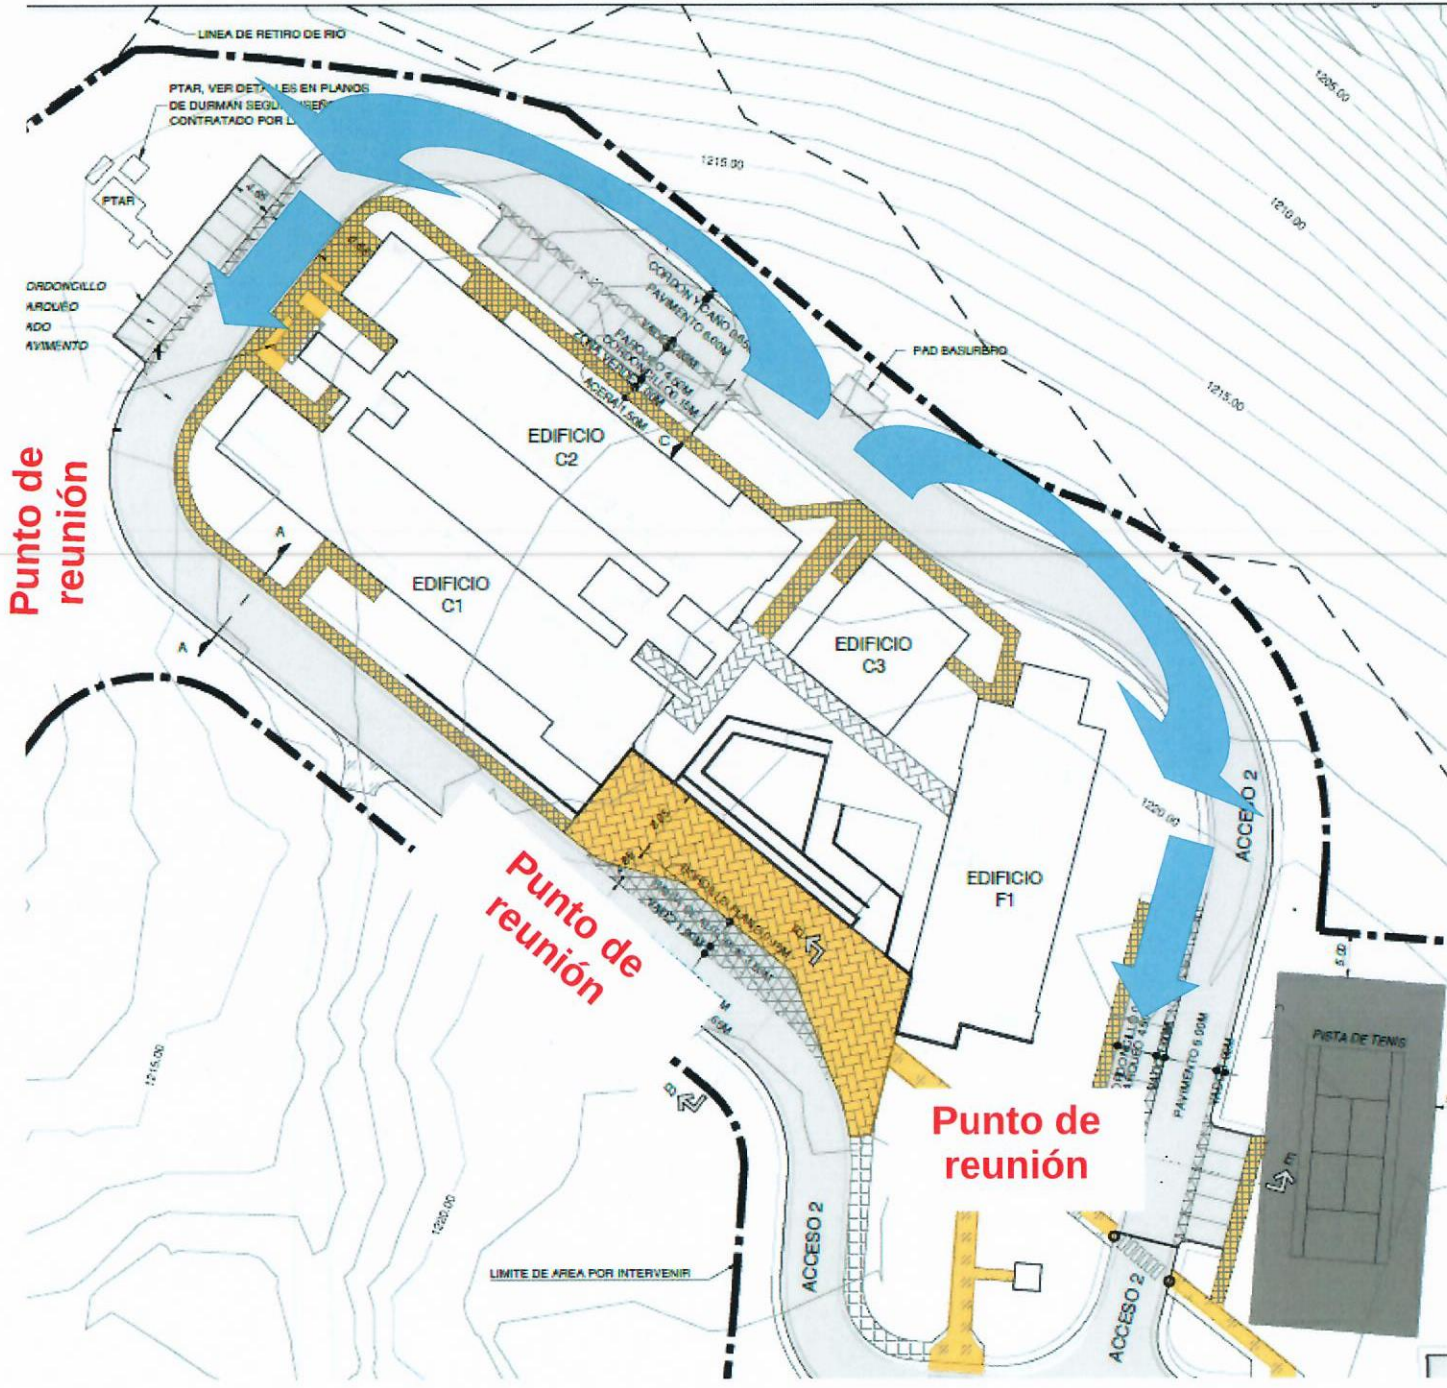 LINEA DE RETIRO DE RIO
PTAR, VER DETALLES EN PLANOS
DE DURMAN
CONTRATADO POR
PTAR
4.65
ORDONCILLO
ARQUEO
ADO
AVIMENTO
1205.00
1215.00
1210.00
1215.00
CORDON Y CAÑO
PAVIMENTO 6.00M
ACERA 1.50M
C
PAD BASURERO
EDIFICIO
C2
Punto de
reunión
A
A
EDIFICIO
C1
EDIFICIO
C3
1220.00
ACCESO 2
EDIFICIO
F1
Punto de
reunión
5.00
PISTA DE TENIS
PAVIMENTO 6.00M
1215.00
B
Punto de
reunión
E
1220.00
LIMITE DE AREA POR INTERVENIR
ACCESO 2
ACCESO 2